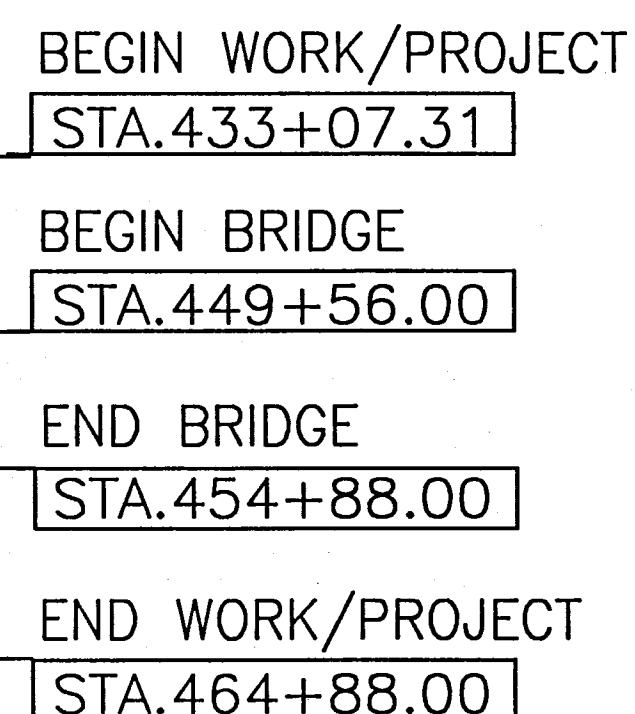 BEGIN WORK/PROJECT
STA.433+07.31
BEGIN BRIDGE
STA.449+56.00
END BRIDGE
STA.454+88.00
END WORK/PROJECT
STA.464+88.00